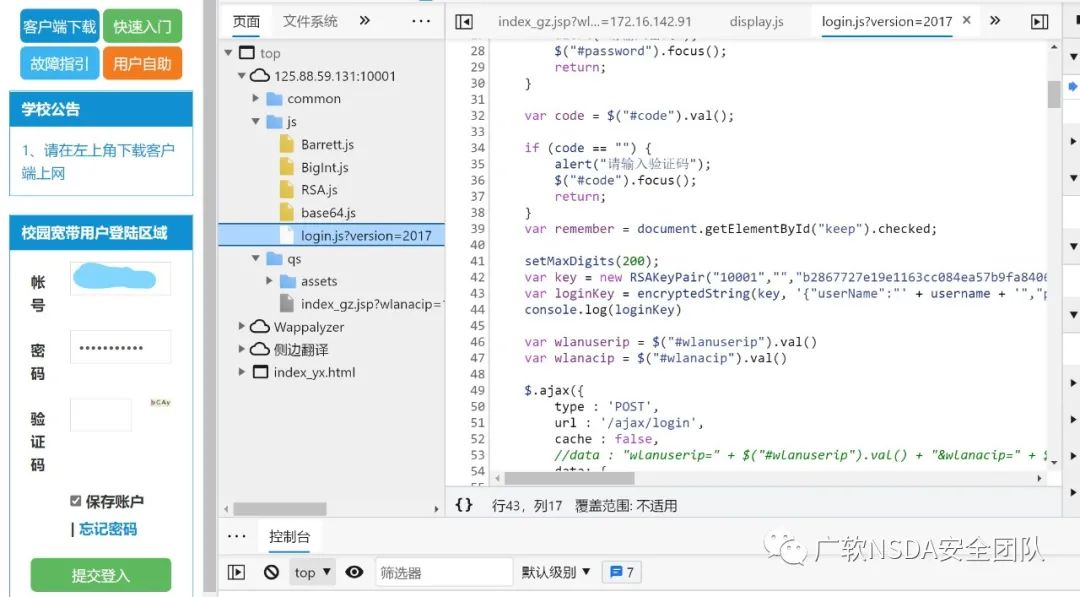 客户端下载
快速入门
故障指引
用户自助
学校公告
1、请在左上角下载客户
端上网
校园宽带用户登陆区域
帐
号
密
码
•••••••••••
验
证
码
bCAy
保存账户
| 忘记密码
提交登入
页面
文件系统
»
top
125.88.59.131:10001
common
js
Barrett.js
BigInt.js
RSA.js
base64.js
login.js?version=2017
qs
assets
index_gz.jsp?wlanacip=
Wappalyzer
侧边翻译
index_yx.html
index_gz.jsp?wl...=172.16.142.91
display.js
login.js?version=2017 ×
»
28 $("#password").focus();
29 return;
30 }
31
32 var code = $("#code").val();
33
34 if (code == "") {
35 alert("请输入验证码");
36 $("#code").focus();
37 return;
38 }
39 var remember = document.getElementById("keep").checked;
40
41 setMaxDigits(200);
42 var key = new RSAKeyPair("10001","","b2867727e19e1163cc084ea57b9fa8406
43 var loginKey = encryptedString(key, '{"userName":"' + username + '","p
44 console.log(loginKey)
45
46 var wlanuserip = $("#wlanuserip").val()
47 var wlanacip = $("#wlanacip").val()
48
49 $.ajax({
50 type : 'POST',
51 url : '/ajax/login',
52 cache : false,
53 //data : "wlanuserip=" + $("#wlanuserip").val() + "&wlanacip=" + $
54 data: {
{} 行43，列17 覆盖范围: 不适用
控制台
top ▼
筛选器
默认级别 ▼
7
广软NSDA安全团队